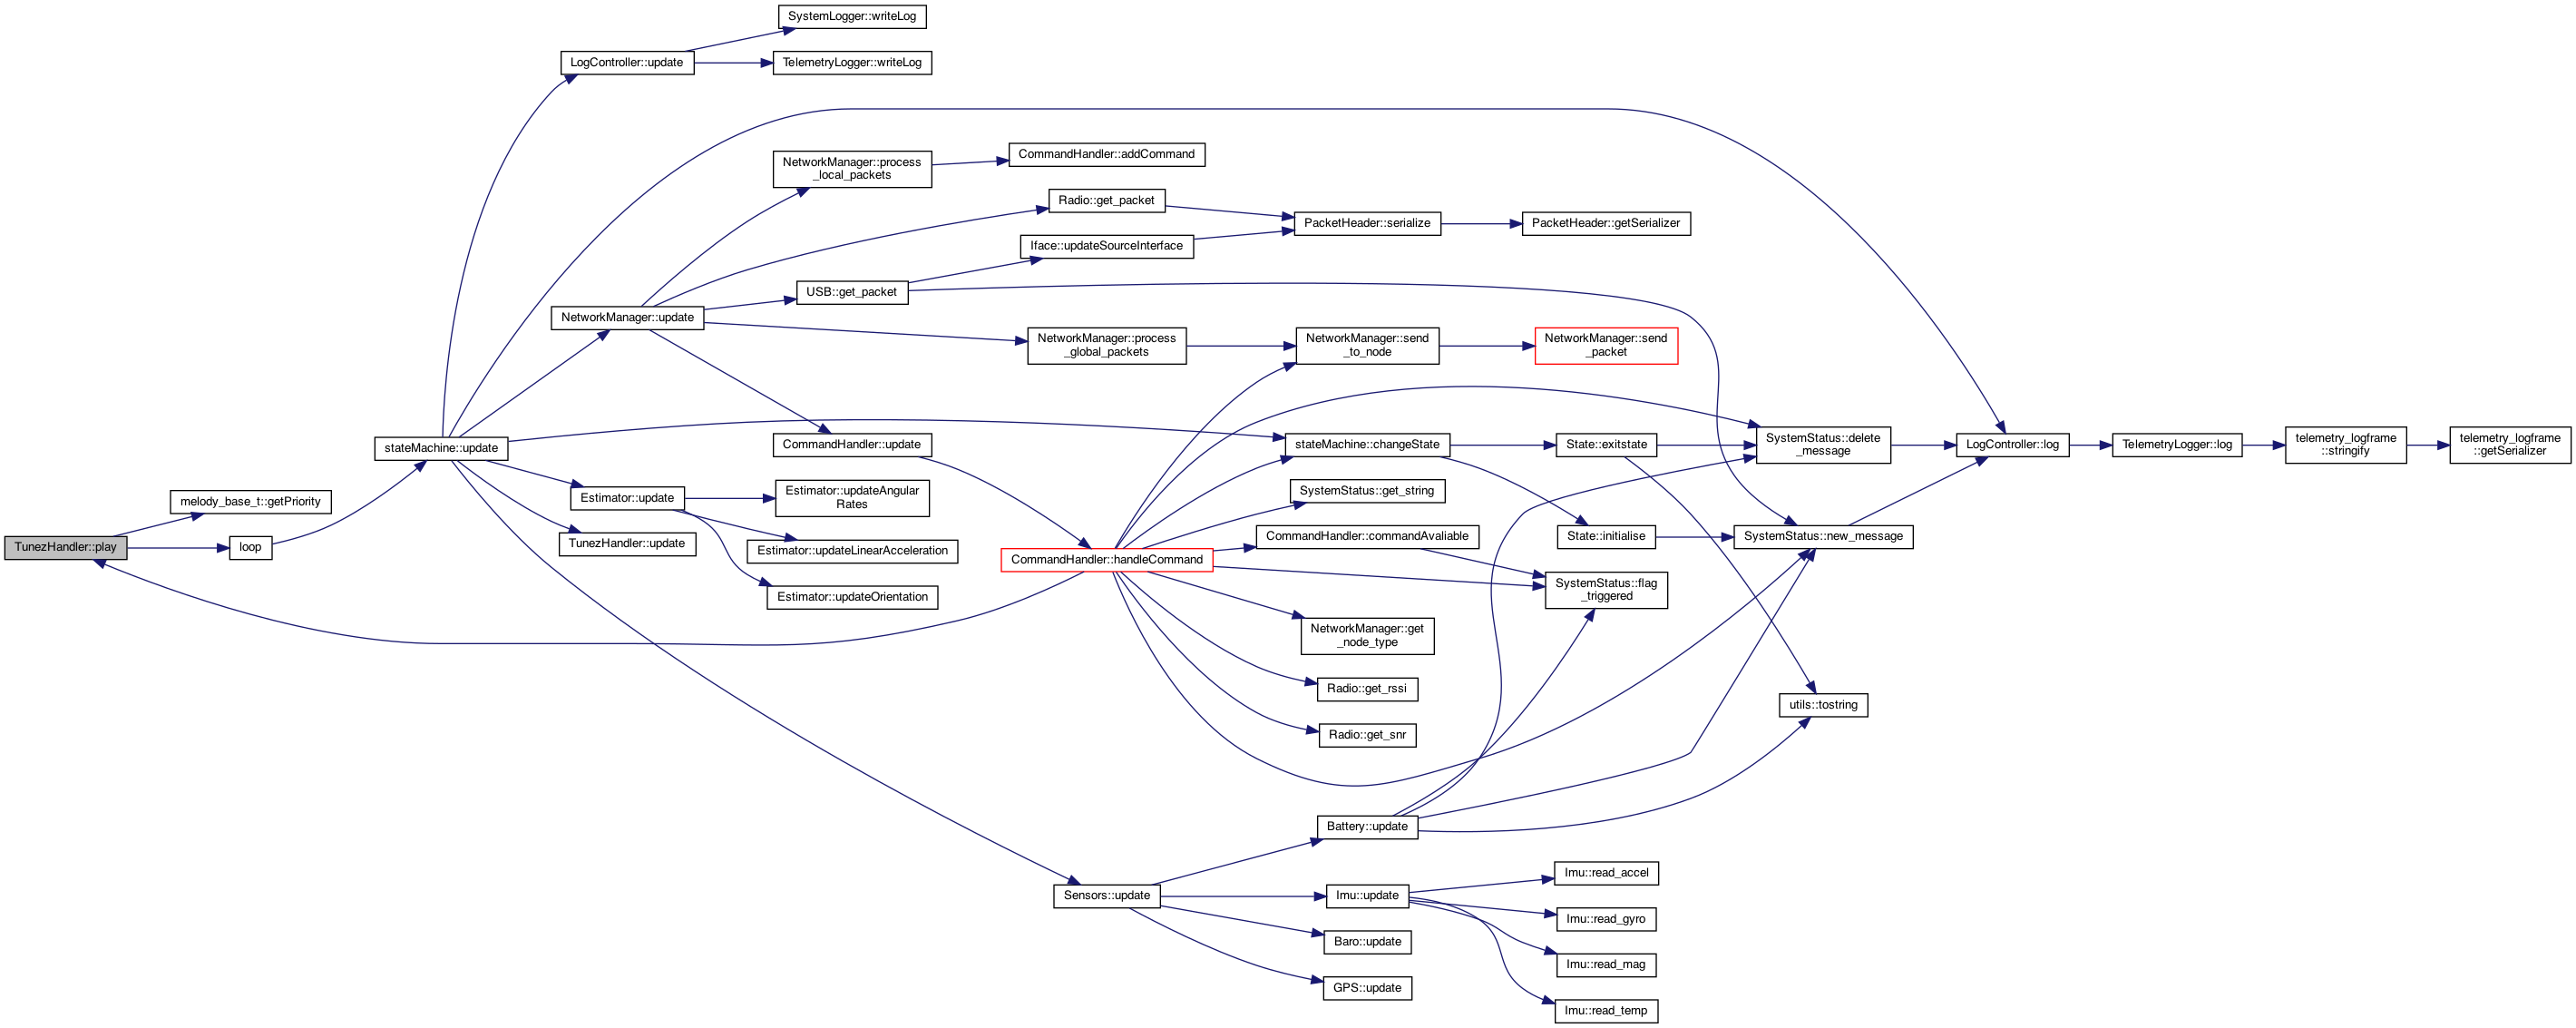 SystemLogger::writeLog
LogController::update
TelemetryLogger::writeLog
NetworkManager::process
_local_packets
CommandHandler::addCommand
Radio::get_packet
PacketHeader::serialize
PacketHeader::getSerializer
Iface::updateSourceInterface
USB::get_packet
NetworkManager::update
NetworkManager::process
_global_packets
NetworkManager::send
_to_node
NetworkManager::send
_packet
stateMachine::update
CommandHandler::update
stateMachine::changeState
State::exitstate
SystemStatus::delete
_message
LogController::log
TelemetryLogger::log
telemetry_logframe
::stringify
telemetry_logframe
::getSerializer
melody_base_t::getPriority
Estimator::update
Estimator::updateAngular
Rates
SystemStatus::get_string
TunezHandler::play
loop
TunezHandler::update
Estimator::updateLinearAcceleration
CommandHandler::handleCommand
CommandHandler::commandAvaliable
State::initialise
SystemStatus::new_message
Estimator::updateOrientation
SystemStatus::flag
_triggered
NetworkManager::get
_node_type
Radio::get_rssi
utils::tostring
Radio::get_snr
Battery::update
Sensors::update
Imu::update
Imu::read_accel
Imu::read_gyro
Baro::update
Imu::read_mag
GPS::update
Imu::read_temp